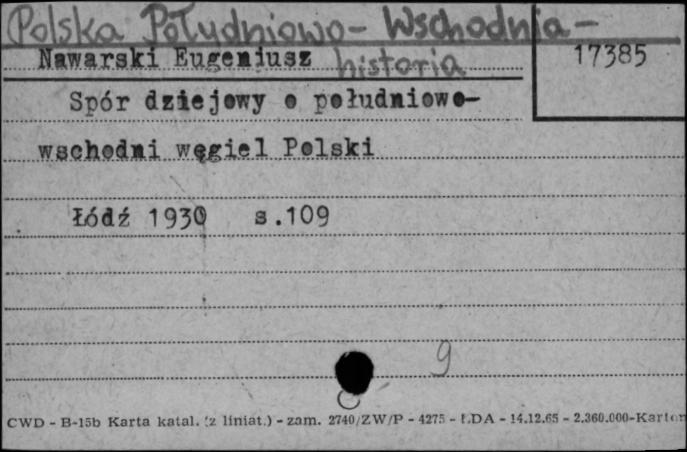 Polska Południowo-Wschodnia-
historia
Nawarski Eugeniusz
17385
Spór dziejowy o południowo-
wschodni węgiel Polski
Łódź 1930 s.109
9
CWD - B-15b Karta katal. (z liniat.) - zam. 2740/ZW/P - 4275 - ŁDA - 14.12.65 - 2.360.000-Karton